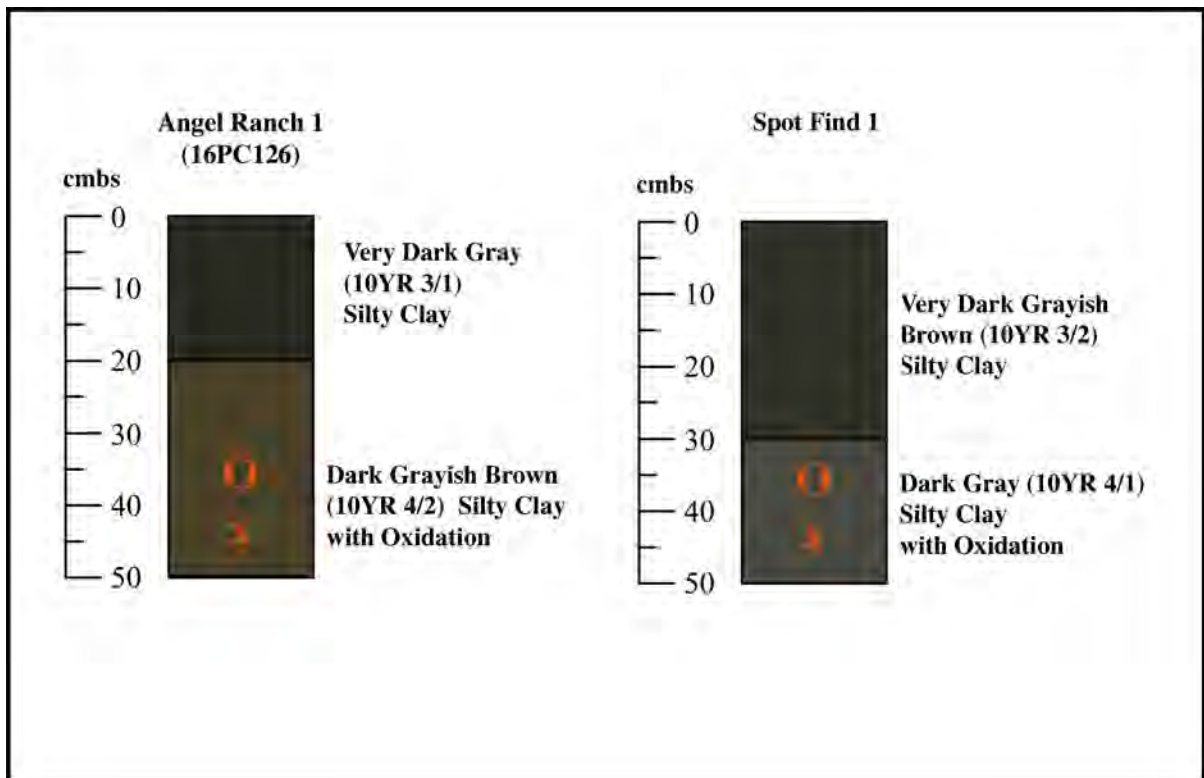 Angel Ranch 1
(16PC126)
cmbs
0
10
20
30
40
50
Very Dark Gray
(10YR 3/1)
Silty Clay
Dark Grayish Brown
(10YR 4/2) Silty Clay
with Oxidation
Spot Find 1
cmbs
0
10
20
30
40
50
Very Dark Grayish
Brown (10YR 3/2)
Silty Clay
Dark Gray (10YR 4/1)
Silty Clay
with Oxidation